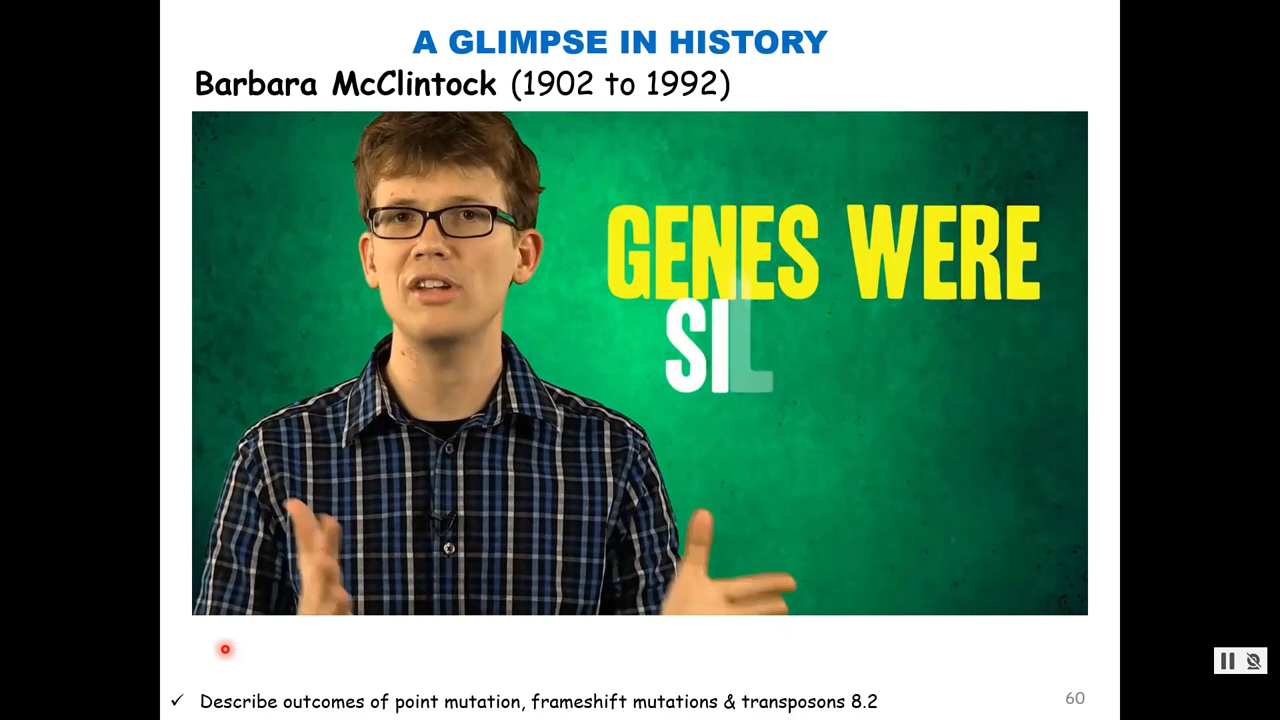 A GLIMPSE IN HISTORY
Barbara McClintock (1902 to 1992)
GENES WERE
SIL
✓ Describe outcomes of point mutation, frameshift mutations & transposons 8.2
60